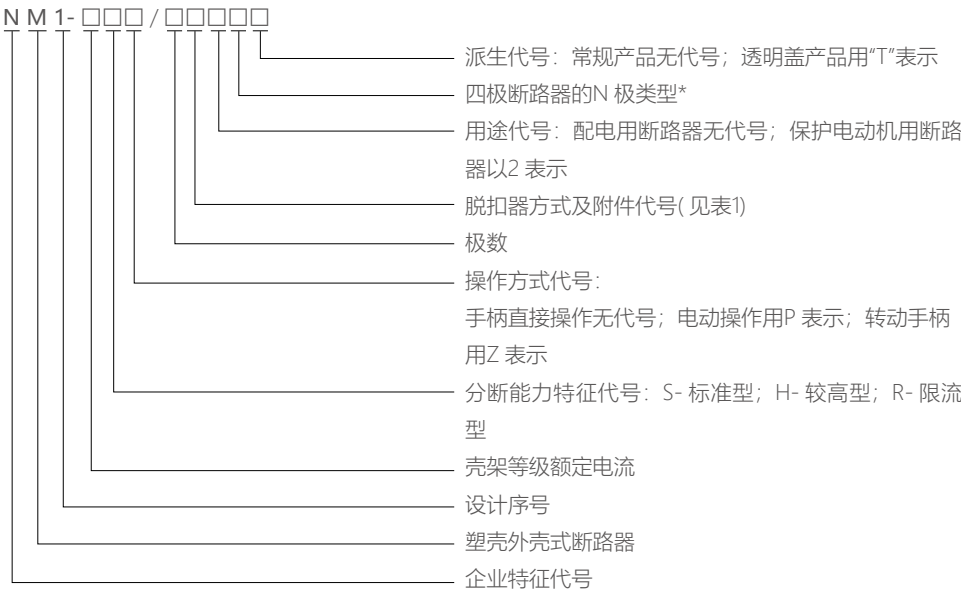 NM1-□□□/□□□□□
派生代号：常规产品无代号；透明盖产品用“T”表示
四极断路器的N 极类型*
用途代号：配电用断路器无代号；保护电动机用断路
器以2 表示
脱扣器方式及附件代号( 见表1)
极数
操作方式代号：
手柄直接操作无代号；电动操作用P 表示；转动手柄
用Z 表示
分断能力特征代号：S- 标准型；H- 较高型；R- 限流
型
壳架等级额定电流
设计序号
塑壳外壳式断路器
企业特征代号